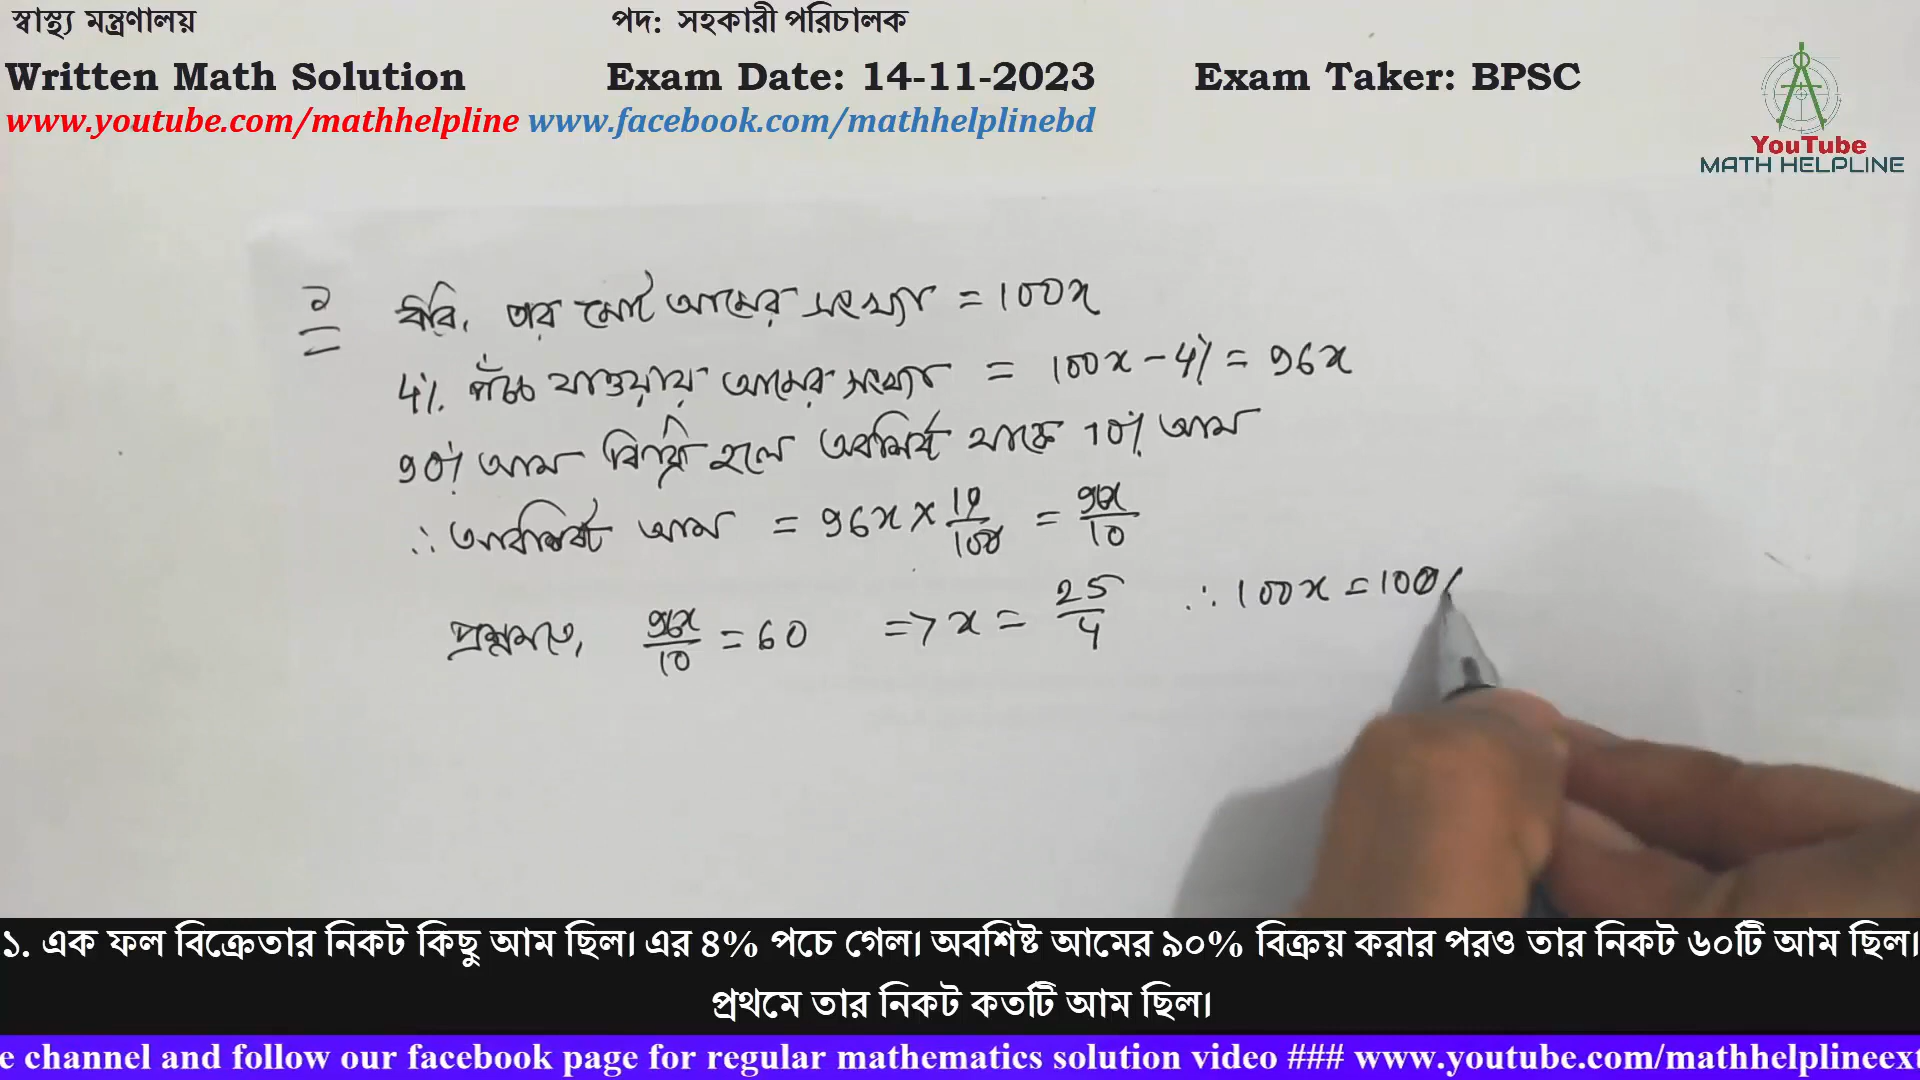 স্বাস্থ্য মন্ত্রণালয়
পদ: সহকারী পরিচালক
Written Math Solution
Exam Date: 14-11-2023
Exam Taker: BPSC
www.youtube.com/mathhelpline www.facebook.com/mathhelplinebd
YouTube
MATH HELPLINE
১
ধরি, তার মোট আমের সংখ্যা = 100x
4% পঁচে যাওয়ায় আমের সংখ্যা = 100x - 4% = 96x
90% আম বিক্রি হলে অবশিষ্ট থাকে 10% আম
∴ অবশিষ্ট আম = 96x × 10/100 = 96x/10
প্রশ্নমতে, 96x/10 = 60 => x = 25/4 ∴ 100x = 100
১. এক ফল বিক্রেতার নিকট কিছু আম ছিল। এর ৪% পচে গেল। অবশিষ্ট আমের ৯০% বিক্রয় করার পরও তার নিকট ৬০টি আম ছিল।
প্রথমে তার নিকট কতটি আম ছিল।
e channel and follow our facebook page for regular mathematics solution video ### www.youtube.com/mathhelplineext